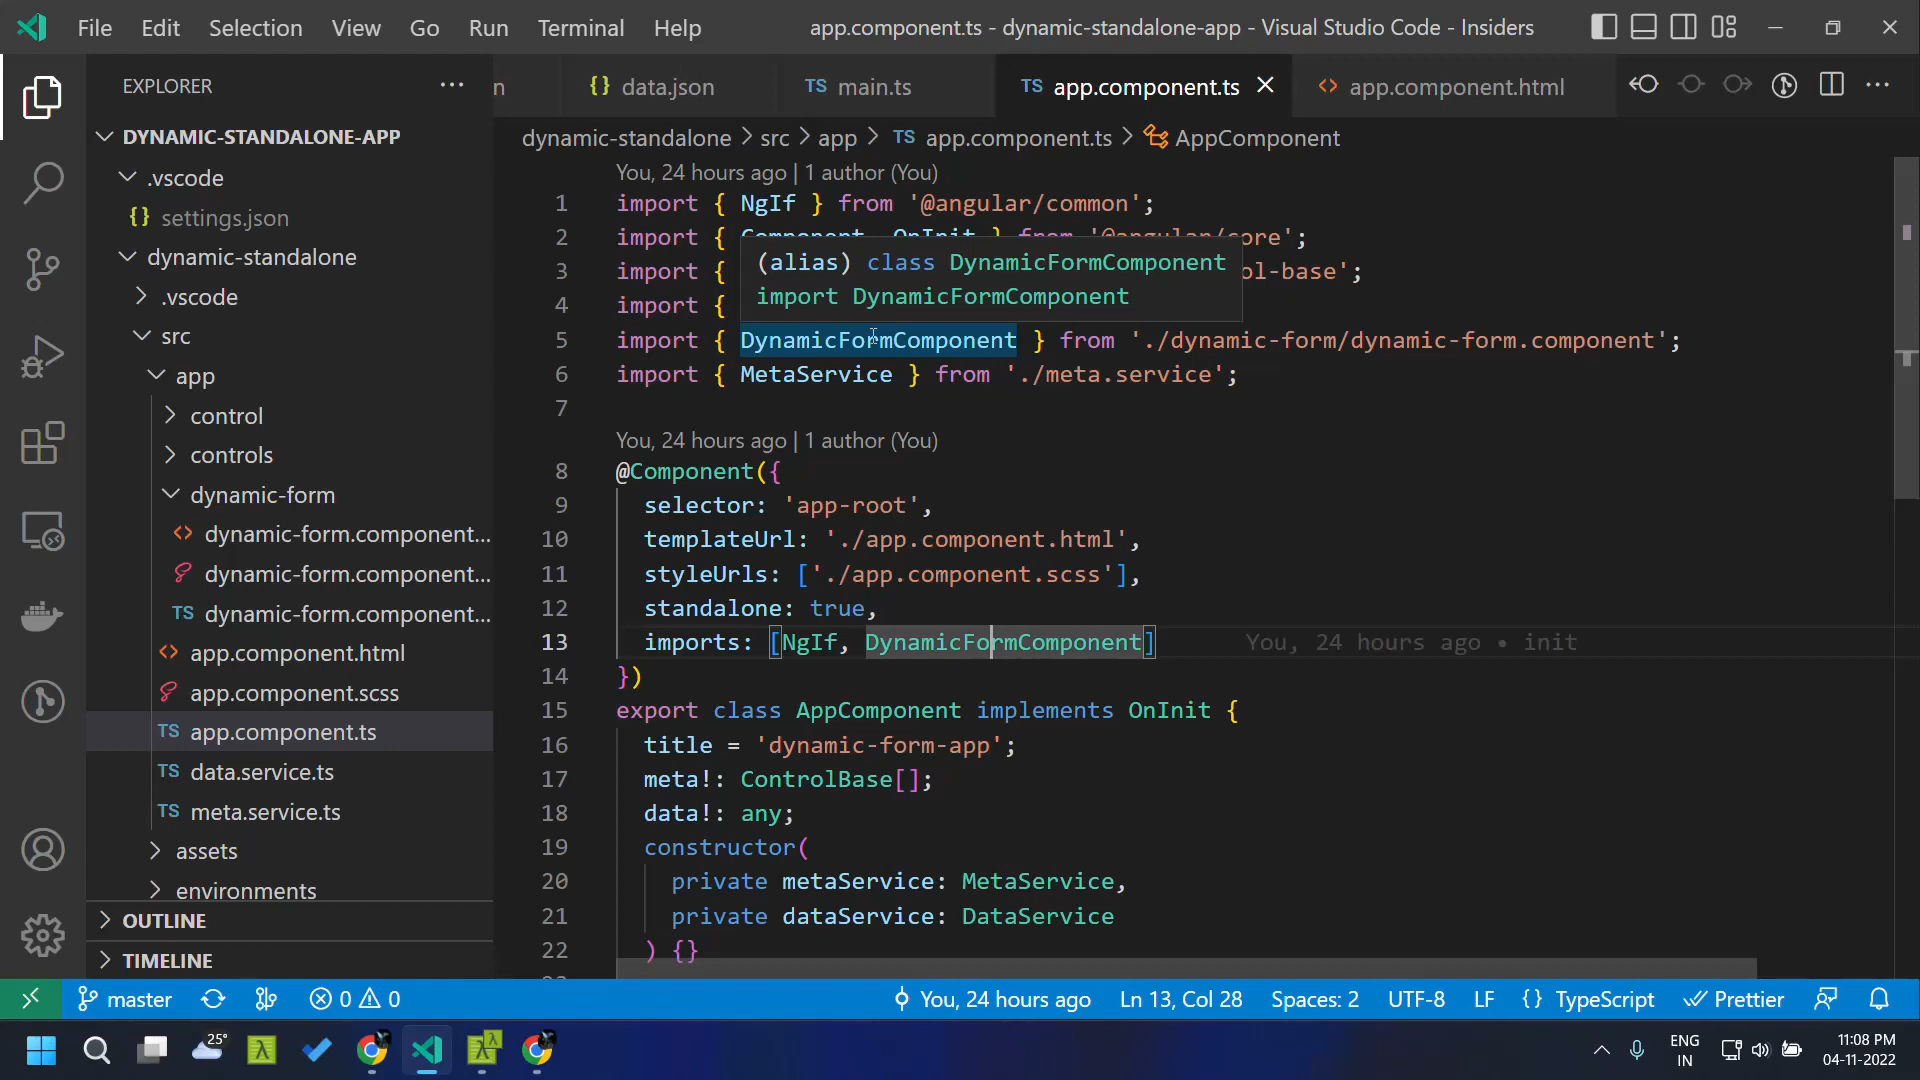 File Edit Selection View Go Run Terminal Help
app.component.ts - dynamic-standalone-app - Visual Studio Code - Insiders
EXPLORER
DYNAMIC-STANDALONE-APP
.vscode
settings.json
dynamic-standalone
.vscode
src
app
control
controls
dynamic-form
dynamic-form.component...
dynamic-form.component...
TS dynamic-form.component...
app.component.html
app.component.scss
TS app.component.ts
TS data.service.ts
TS meta.service.ts
assets
environments
OUTLINE
TIMELINE
n {} data.json TS main.ts TS app.component.ts <> app.component.html
dynamic-standalone > src > app > TS app.component.ts > AppComponent
You, 24 hours ago | 1 author (You)
1 import { NgIf } from '@angular/common';
2 import { Component, OnInit } from '@angular/core';
3 import { ol-base';
4 import {
(alias) class DynamicFormComponent
import DynamicFormComponent
5 import { DynamicFormComponent } from './dynamic-form/dynamic-form.component';
6 import { MetaService } from './meta.service';
7
You, 24 hours ago | 1 author (You)
8 @Component({
9 selector: 'app-root',
10 templateUrl: './app.component.html',
11 styleUrls: ['./app.component.scss'],
12 standalone: true,
13 imports: [NgIf, DynamicFormComponent] You, 24 hours ago • init
14 })
15 export class AppComponent implements OnInit {
16 title = 'dynamic-form-app';
17 meta!: ControlBase[];
18 data!: any;
19 constructor(
20 private metaService: MetaService,
21 private dataService: DataService
22 ) {}
master 0 0 You, 24 hours ago Ln 13, Col 28 Spaces: 2 UTF-8 LF {} TypeScript Prettier
25°
ENG
IN
11:08 PM
04-11-2022